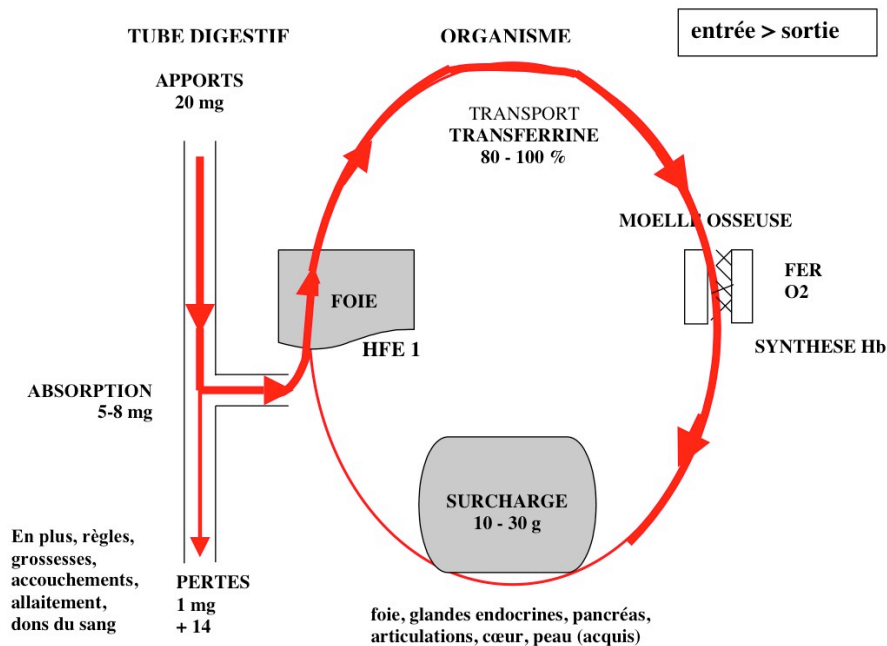 TUBE DIGESTIF
ORGANISME
entrée > sortie
APPORTS
20 mg
TRANSPORT
TRANSFERRINE
80 - 100 %
MOELLE OSSEUSE
FOIE
FER
O2
HFE 1
SYNTHESE Hb
ABSORPTION
5-8 mg
SURCHARGE
10 - 30 g
En plus, règles,
grossesses,
accouchements,
allaitement,
dons du sang
PERTES
1 mg
+ 14
foie, glandes endocrines, pancréas,
articulations, cœur, peau (acquis)